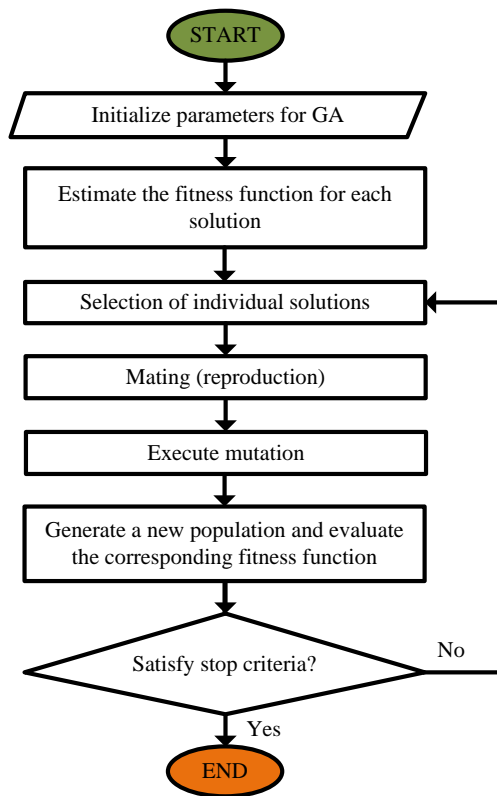 START
Initialize parameters for GA
Estimate the fitness function for each
solution
Selection of individual solutions
Mating (reproduction)
Execute mutation
Generate a new population and evaluate
the corresponding fitness function
Satisfy stop criteria?
No
Yes
END